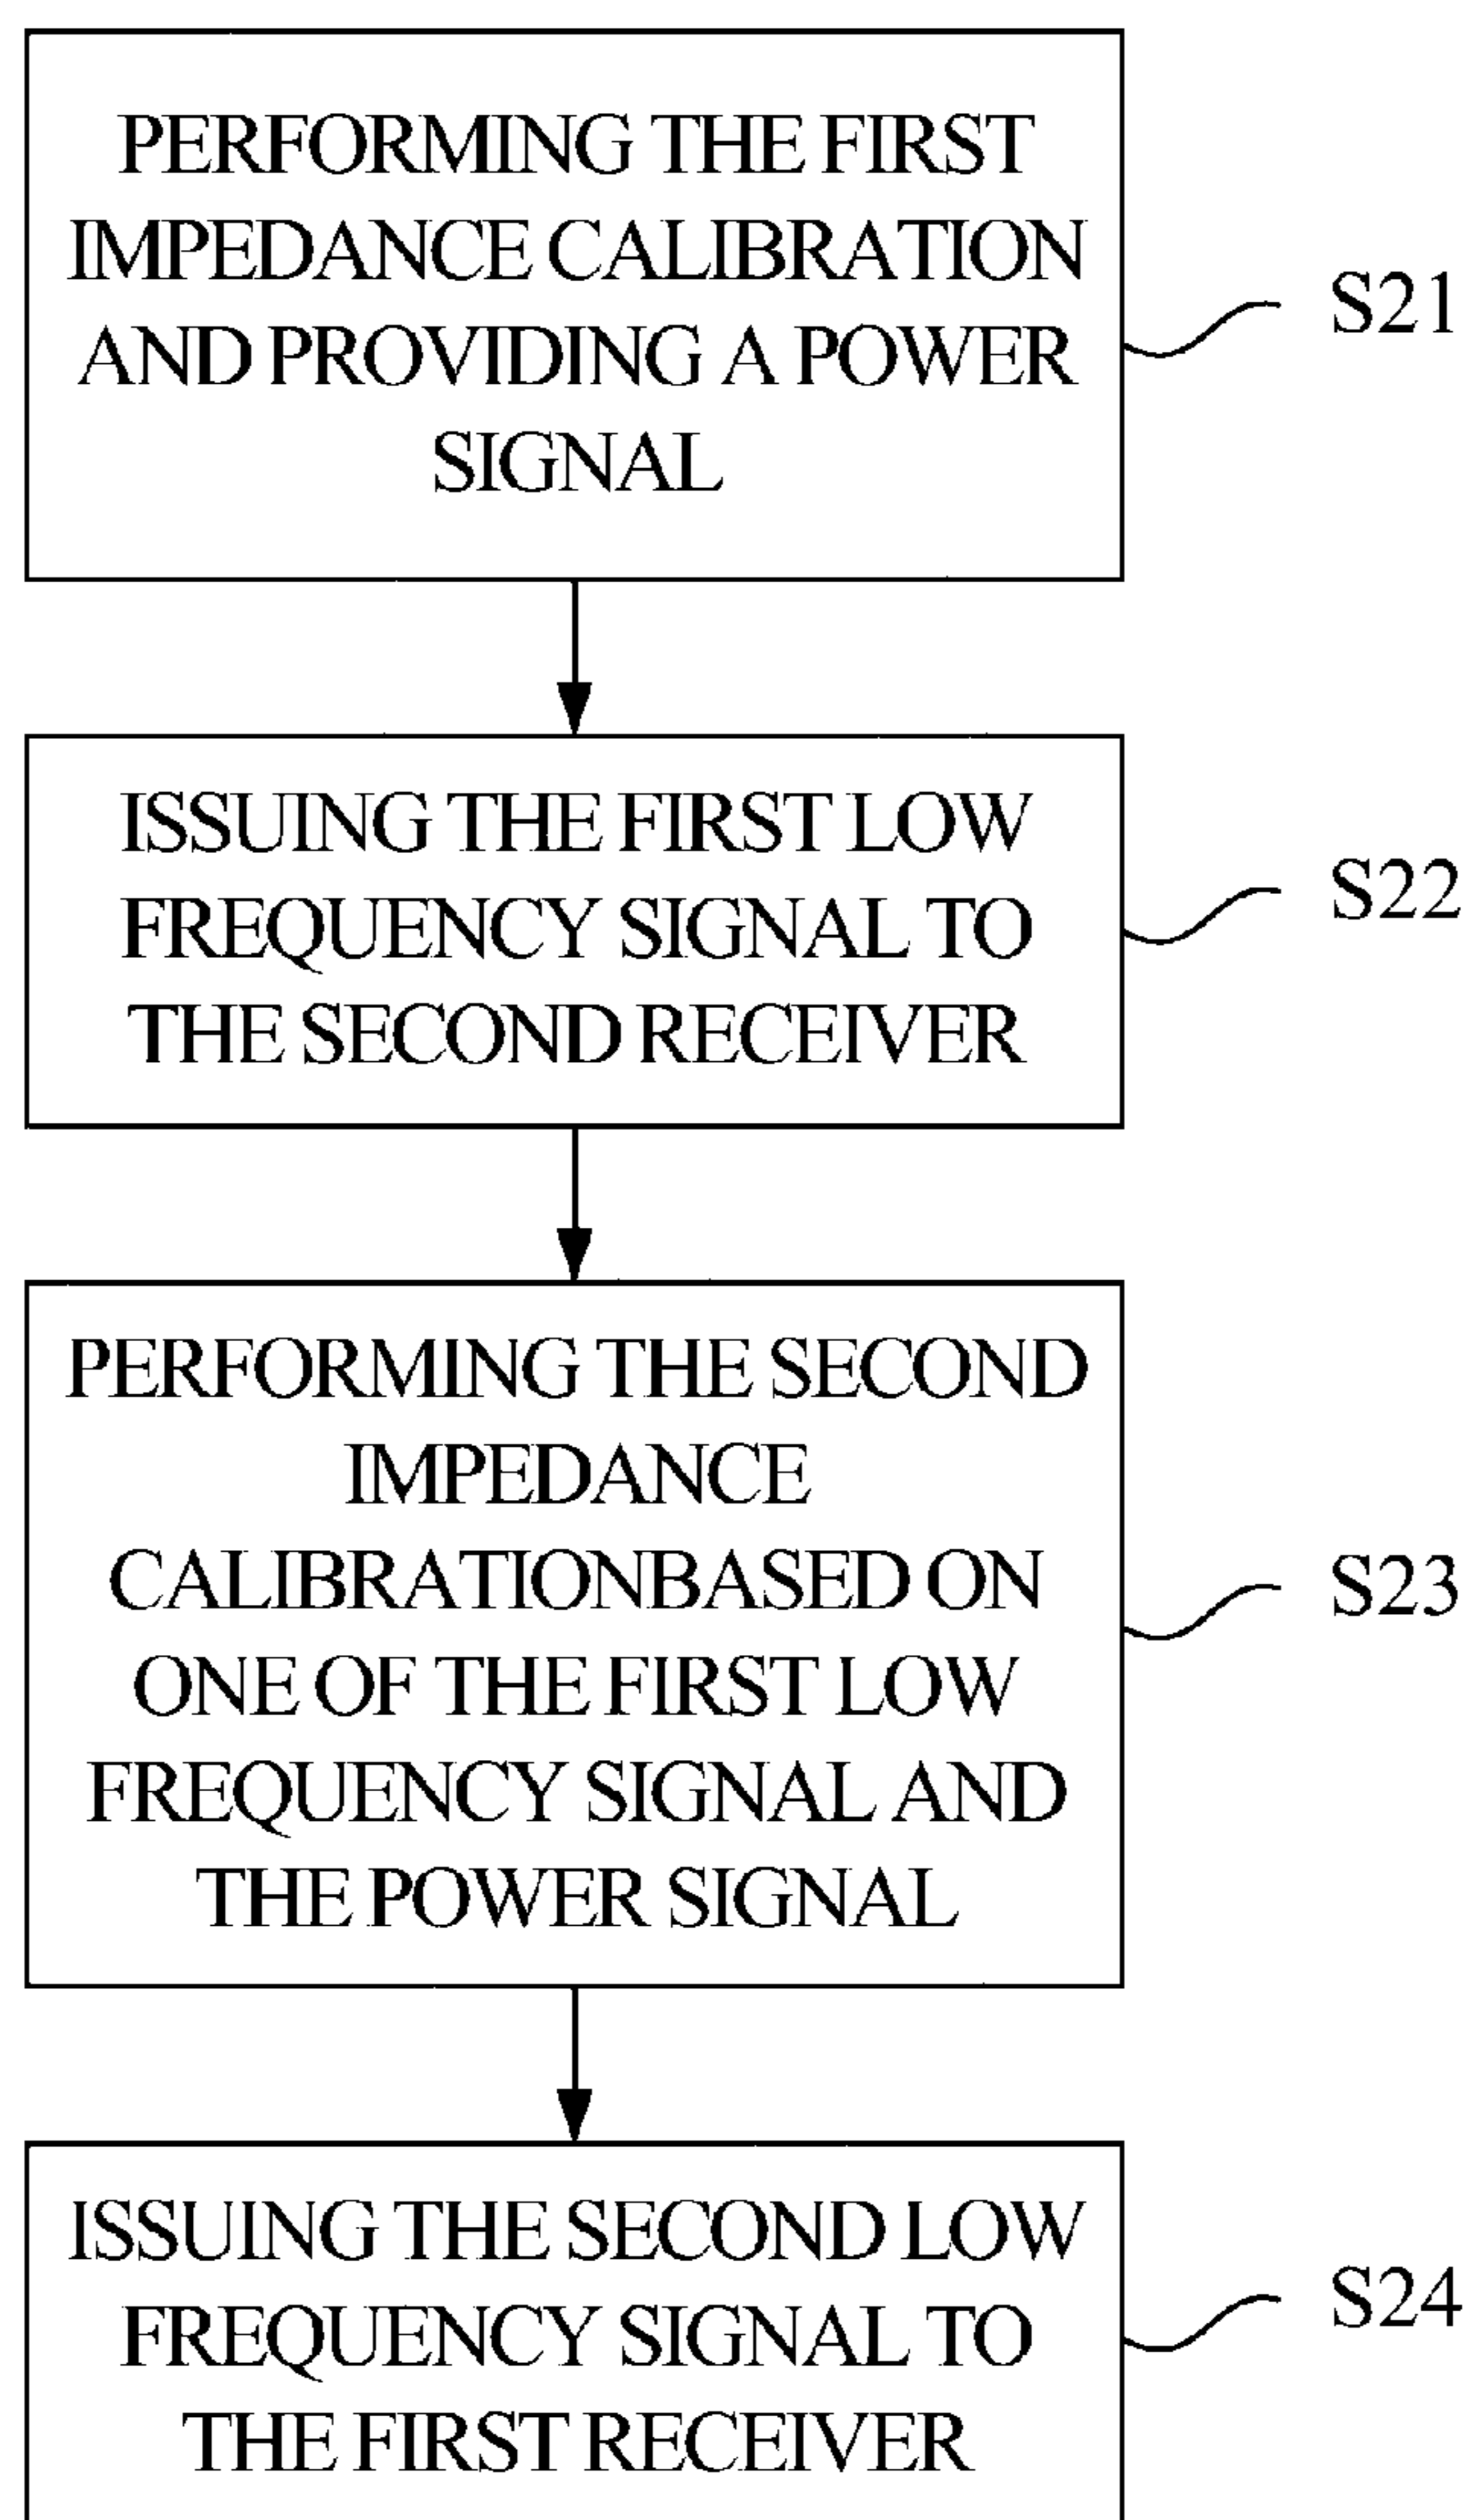 PERFORMING THE FIRST
IMPEDANCE CALIBRATION
AND PROVIDING A POWER
SIGNAL
S21
ISSUING THE FIRST LOW
FREQUENCY SIGNAL TO
THE SECOND RECEIVER
S22
PERFORMING THE SECOND
IMPEDANCE
CALIBRATIONBASED ON
ONE OF THE FIRST LOW
FREQUENCY SIGNAL AND
THE POWER SIGNAL
S23
ISSUING THE SECOND LOW
FREQUENCY SIGNAL TO
THE FIRST RECEIVER
S24